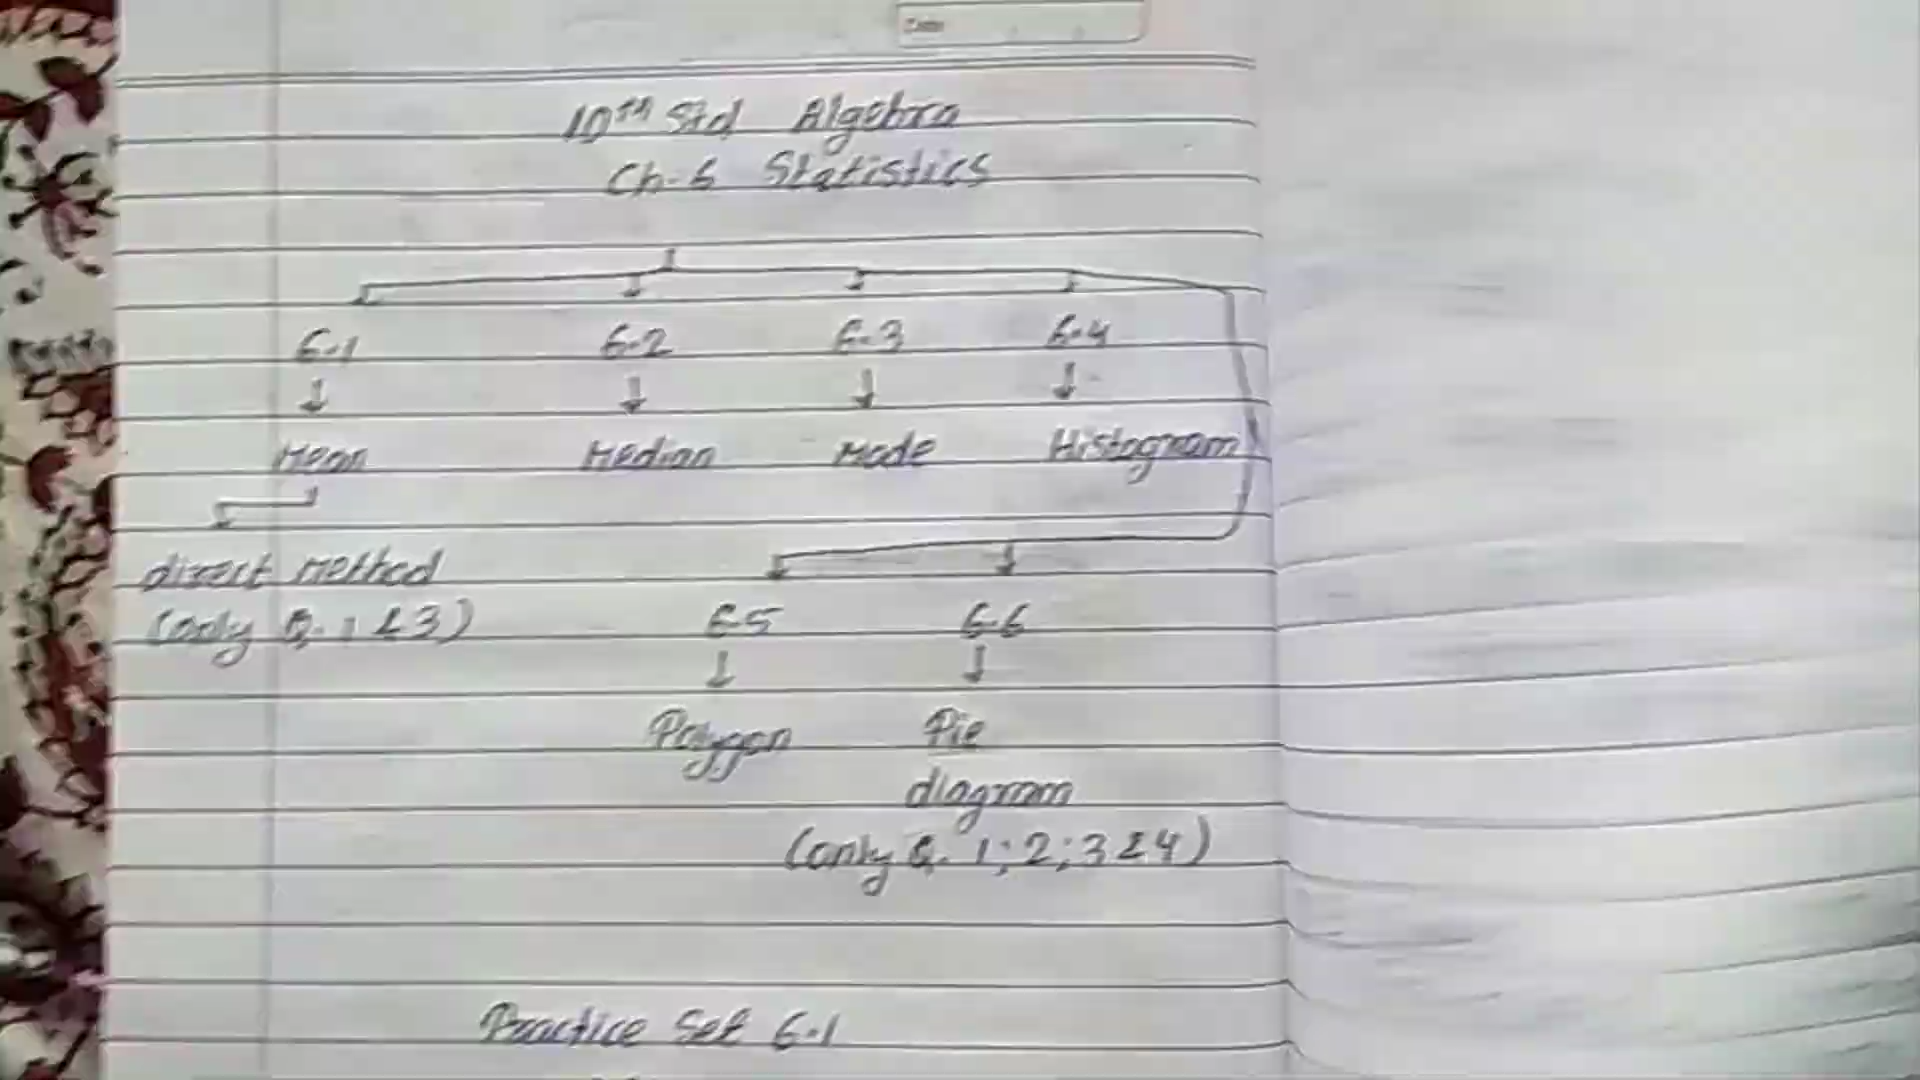 Date
10th Std Algebra
Ch-6 Statistics
6.1 6.2 6.3 6.4
Mean Median Mode Histogram
direct method
(only Q. 1 & 3)
6.5 6.6
Polygon Pie
diagram
(only Q. 1; 2; 3 & 4)
Practice Set 6.1